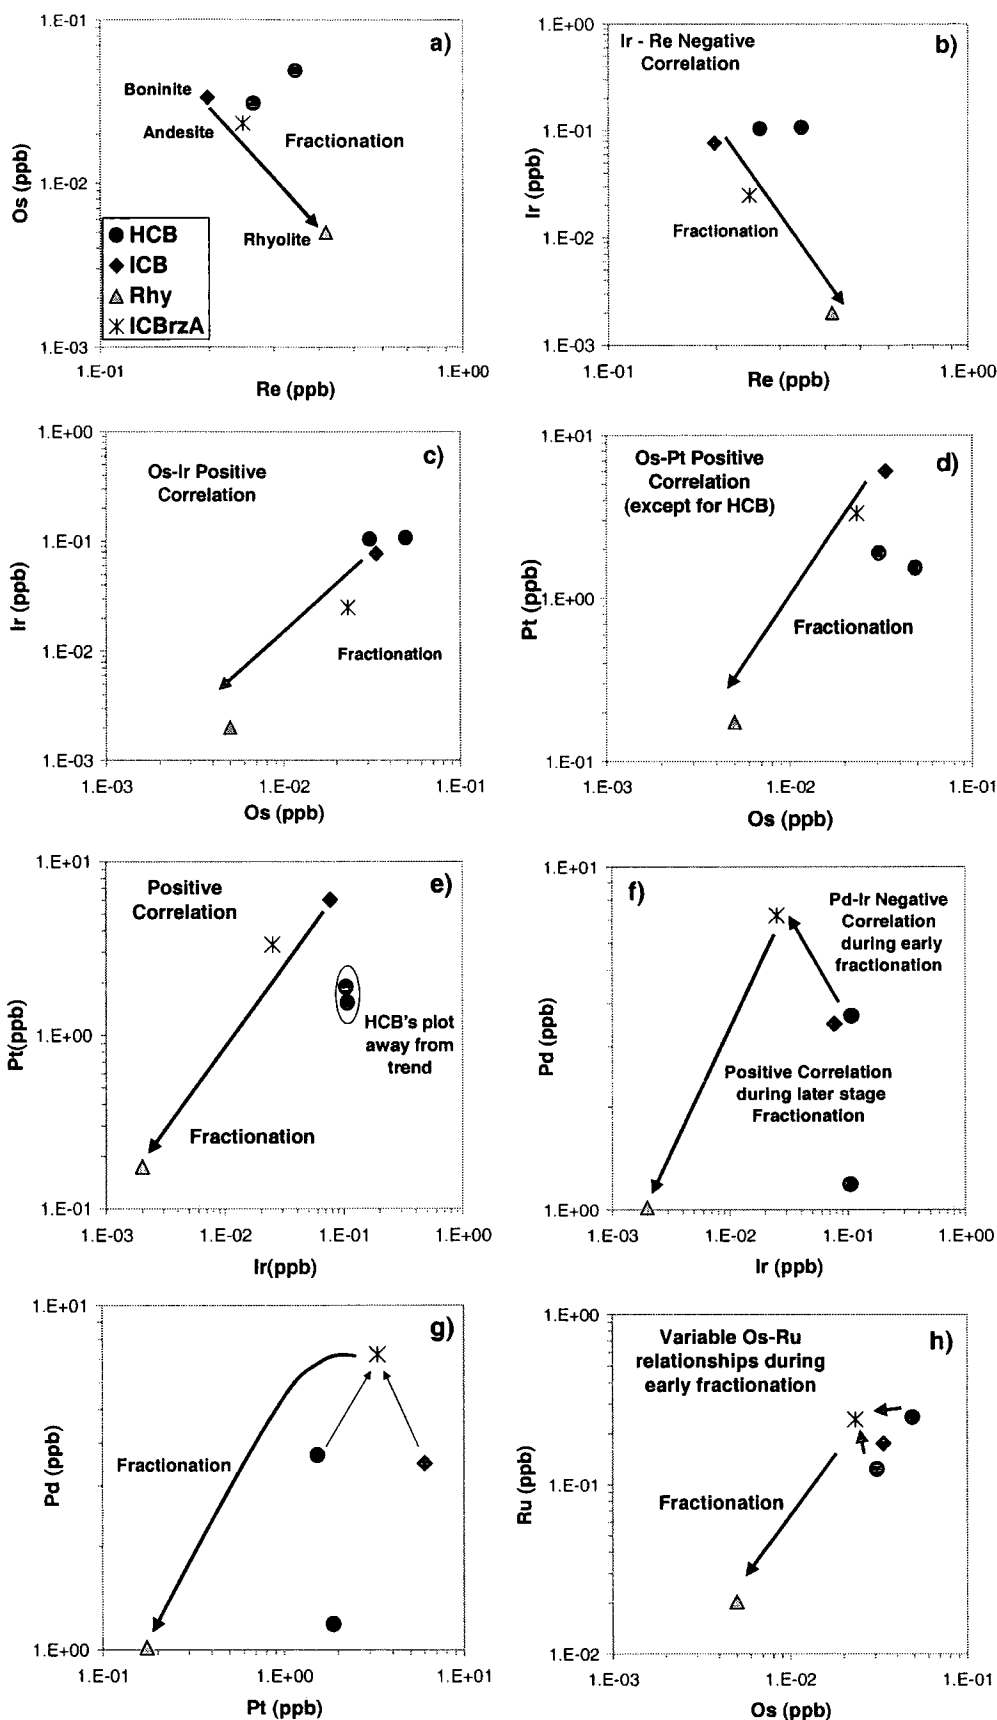 a)
1.E-01
Boninite
Andesite
Fractionation
Os (ppb)
1.E-02
HCB
ICB
Rhy
ICBrzA
Rhyolite
1.E-03
1.E-01
1.E+00
Re (ppb)
b)
1.E+00
Ir - Re Negative
Correlation
1.E-01
Ir (ppb)
Fractionation
1.E-02
1.E-03
1.E-01
1.E+00
Re (ppb)
c)
1.E+00
Os-Ir Positive
Correlation
1.E-01
Ir (ppb)
1.E-02
Fractionation
1.E-03
1.E-03
1.E-02
1.E-01
Os (ppb)
d)
1.E+01
Os-Pt Positive
Correlation
(except for HCB)
Pt (ppb)
1.E+00
Fractionation
1.E-01
1.E-03
1.E-02
1.E-01
Os (ppb)
e)
1.E+01
Positive
Correlation
Pt(ppb)
1.E+00
HCB's plot
away from
trend
Fractionation
1.E-01
1.E-03
1.E-02
1.E-01
1.E+00
Ir(ppb)
f)
1.E+01
Pd-Ir Negative
Correlation
during early
fractionation
Pd (ppb)
Positive Correlation
during later stage
Fractionation
1.E+00
1.E-03
1.E-02
1.E-01
1.E+00
Ir (ppb)
g)
1.E+01
Pd (ppb)
Fractionation
1.E+00
1.E-01
1.E+00
1.E+01
Pt (ppb)
h)
1.E+00
Variable Os-Ru
relationships during
early fractionation
Ru (ppb)
1.E-01
Fractionation
1.E-02
1.E-03
1.E-02
1.E-01
Os (ppb)